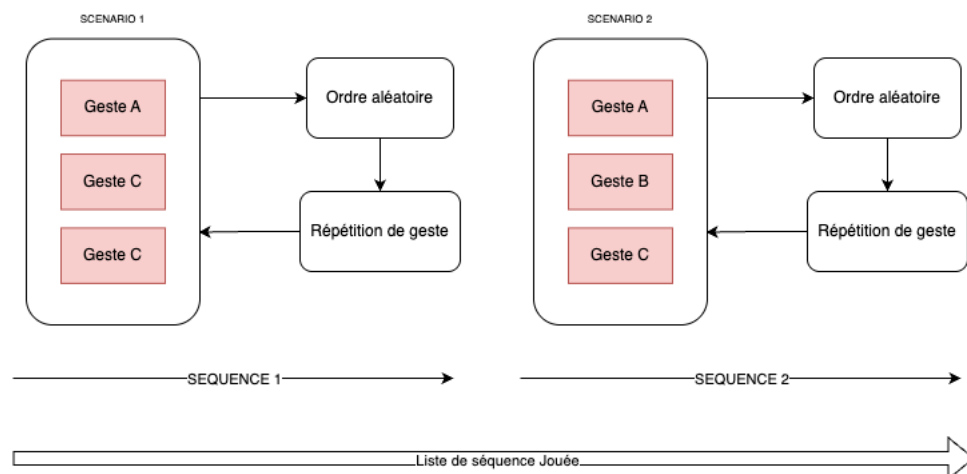 SCENARIO 1
Geste A
Geste C
Geste C
Ordre aléatoire
Répétition de geste
SEQUENCE 1
SCENARIO 2
Geste A
Geste B
Geste C
Ordre aléatoire
Répétition de geste
SEQUENCE 2
Liste de séquence Jouée